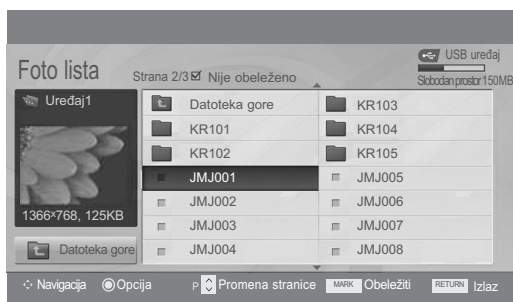 Foto lista
Strana 2/3 Nije obeleženo
USB uređaj
Slobodan prostor 150MB
Uređaj1
1366×768, 125KB
Datoteka gore
Datoteka gore KR103
KR101 KR104
KR102 KR105
JMJ001 JMJ005
JMJ002 JMJ006
JMJ003 JMJ007
JMJ004 JMJ008
Navigacija Opcija P Promena stranice MARK Obeležiti RETURN Izlaz